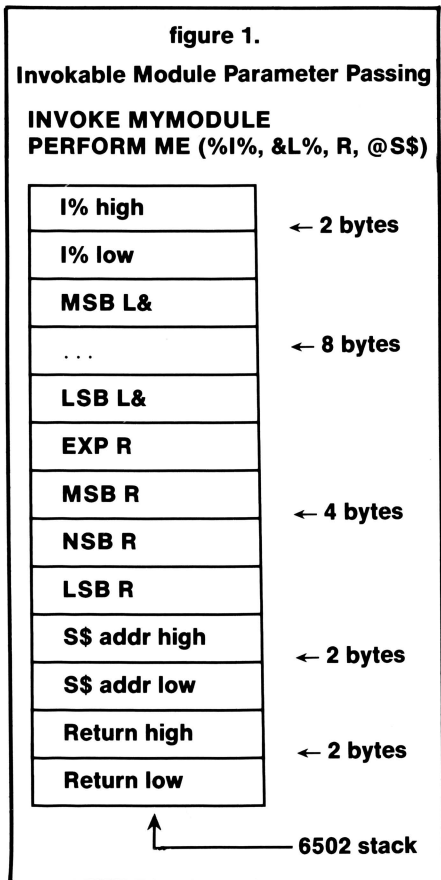 figure 1.
Invokable Module Parameter Passing
INVOKE MYMODULE
PERFORM ME (%I%, &L%, R, @S$)
I% high
← 2 bytes
I% low
MSB L&
. . .
← 8 bytes
LSB L&
EXP R
MSB R
← 4 bytes
NSB R
LSB R
S$ addr high
← 2 bytes
S$ addr low
Return high
← 2 bytes
Return low
6502 stack